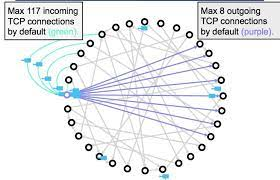 Max 117 incoming
TCP connections
by default (green).
Max 8 outgoing
TCP connections
by default (purple).